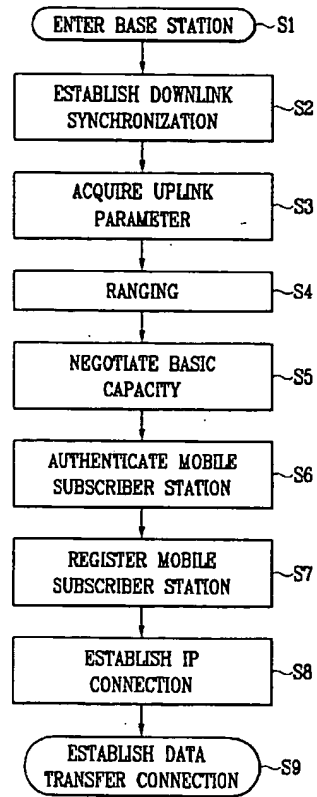 ENTER BASE STATION S1
ESTABLISH DOWNLINK
SYNCHRONIZATION
S2
ACQUIRE UPLINK
PARAMETER
S3
RANGING S4
NEGOTIATE BASIC
CAPACITY
S5
AUTHENTICATE MOBILE
SUBSCRIBER STATION
S6
REGISTER MOBILE
SUBSCRIBER STATION
S7
ESTABLISH IP
CONNECTION
S8
ESTABLISH DATA
TRANSFER CONNECTION
S9